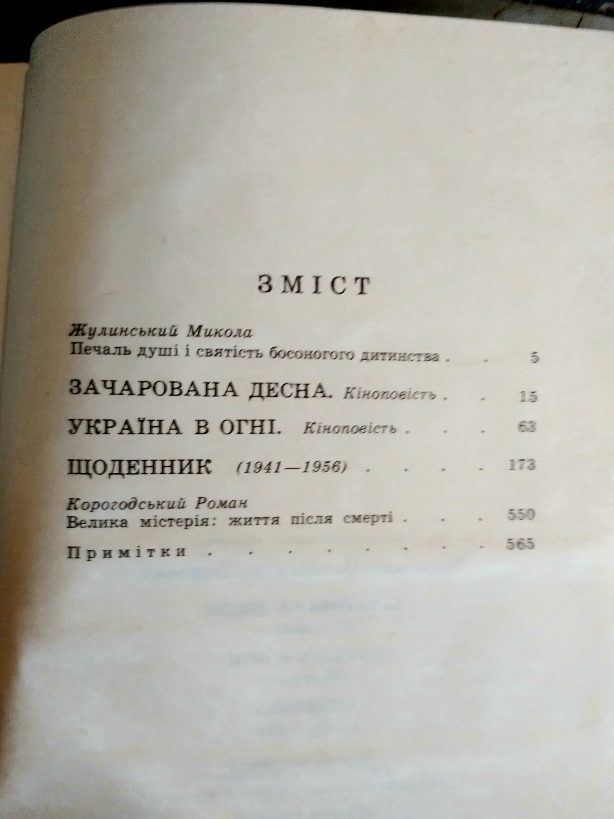 ЗМІСТ
Жулинський Микола
Печаль душі і святість босоногого дитинства . . 5
ЗАЧАРОВАНА ДЕСНА. Кіноповість . . 15
УКРАЇНА В ОГНІ. Кіноповість . . . 63
ЩОДЕННИК (1941—1956) . . . . 173
Корогодський Роман
Велика містерія: життя після смерті . . . 550
Примітки . . . . . . . . 565